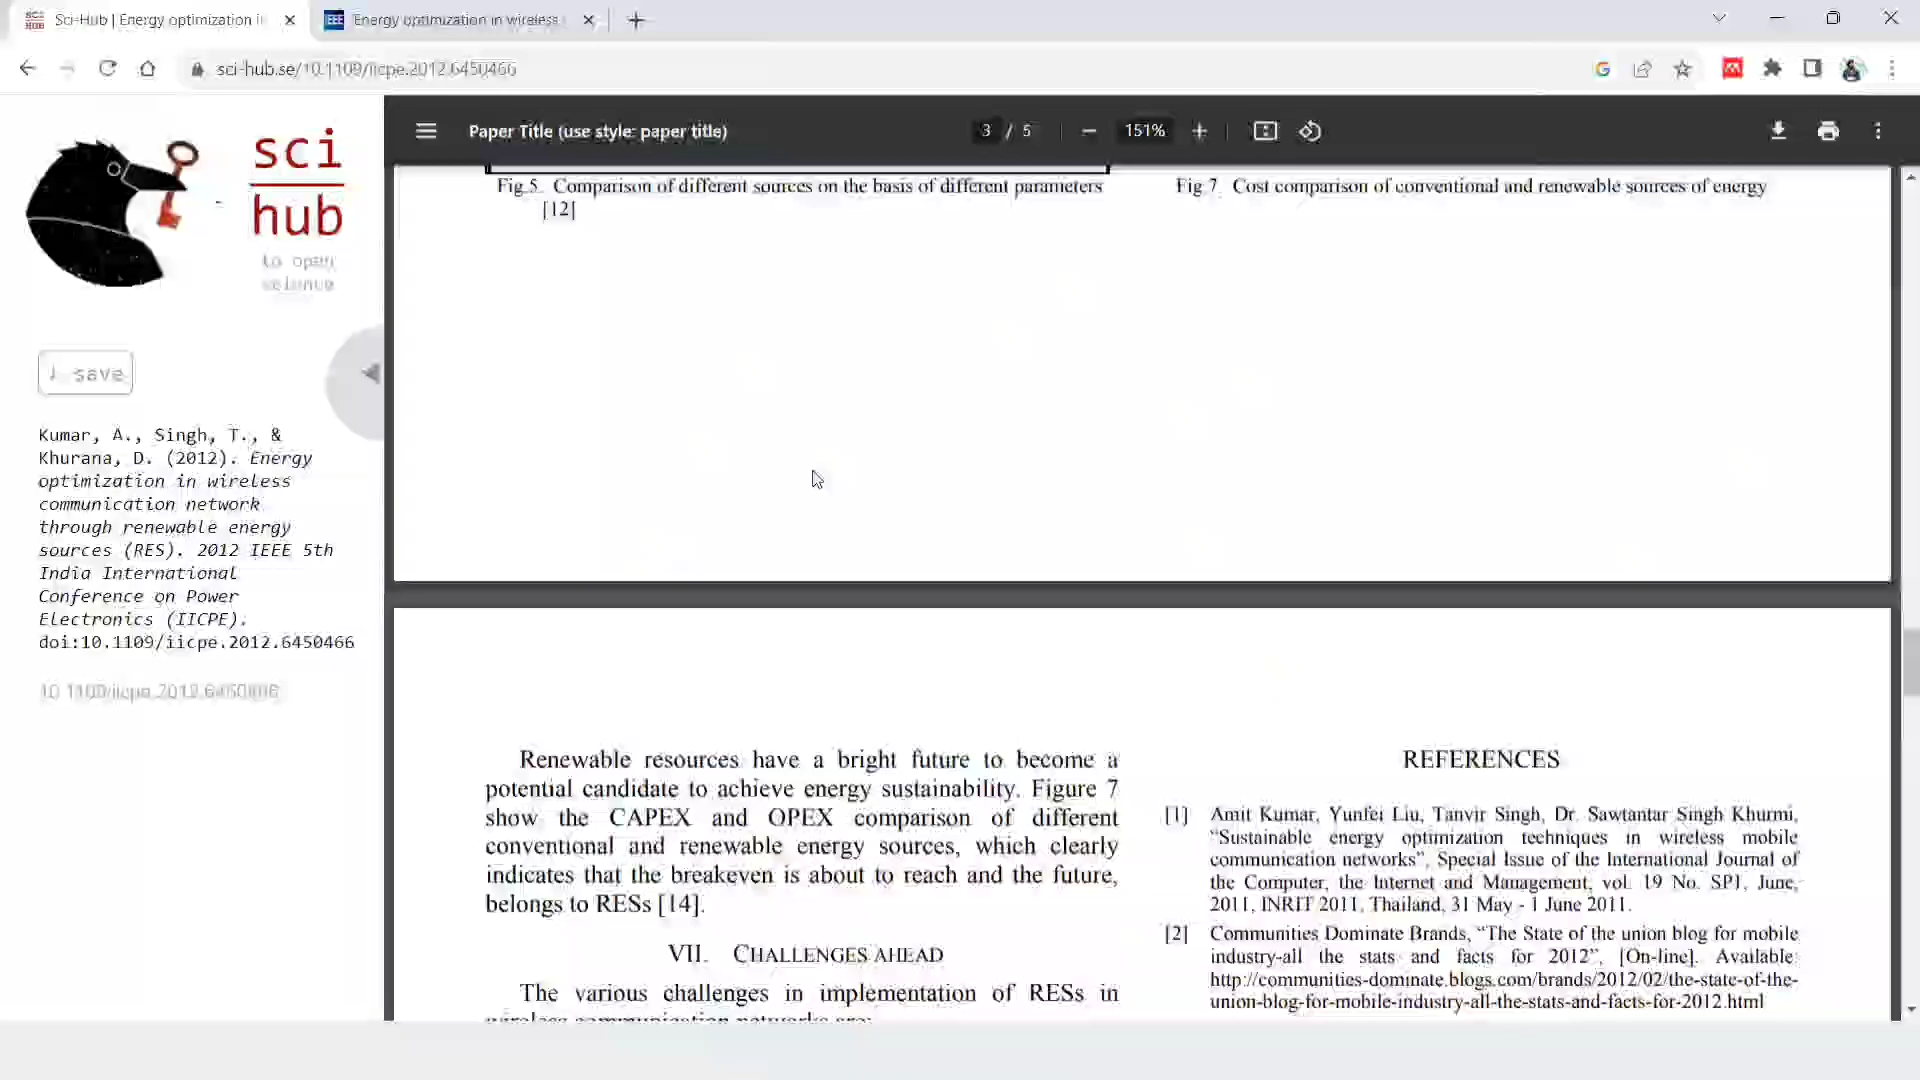 Sci-Hub | Energy optimization in
IEEE
Energy optimization in wireless
sci-hub.se/10.1109/iicpe.2012.6450466
sci
hub
to open
science
↓ save
Kumar, A., Singh, T., &
Khurana, D. (2012). Energy
optimization in wireless
communication network
through renewable energy
sources (RES). 2012 IEEE 5th
India International
Conference on Power
Electronics (IICPE).
doi:10.1109/iicpe.2012.6450466
10.1109/iicpe.2012.6450466
Paper Title (use style: paper title)
3 / 5
151%
Fig.5. Comparison of different sources on the basis of different parameters
[12[
Fig.7. Cost comparison of conventional and renewable sources of energy
Renewable resources have a bright future to become a
potential candidate to achieve energy sustainability. Figure 7
show the CAPEX and OPEX comparison of different
conventional and renewable energy sources, which clearly
indicates that the breakeven is about to reach and the future,
belongs to RESs [14].
VII. CHALLENGES AHEAD
The various challenges in implementation of RESs in
wireless communication networks are:
REFERENCES
[1] Amit Kumar, Yunfei Liu, Tanvir Singh, Dr. Sawtantar Singh Khurmi,
“Sustainable energy optimization techniques in wireless mobile
communication networks”, Special Issue of the International Journal of
the Computer, the Internet and Management, vol. 19 No. SP1, June,
2011, INRIT 2011, Thailand, 31 May - 1 June 2011.
[2] Communities Dominate Brands, “The State of the union blog for mobile
industry-all the stats and facts for 2012”, [On-line]. Available:
http://communities-dominate.blogs.com/brands/2012/02/the-state-of-the-
union-blog-for-mobile-industry-all-the-stats-and-facts-for-2012.html